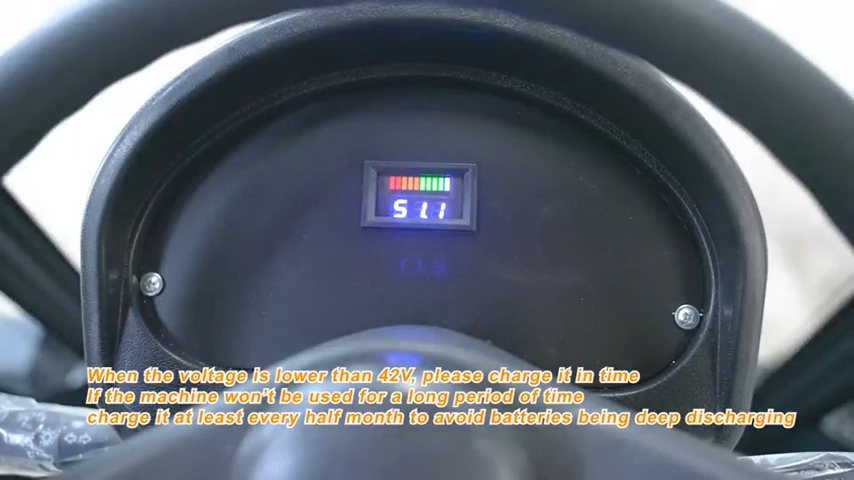 51.1
When the voltage is lower than 42V, please charge it in time
If the machine won't be used for a long period of time
charge it at least every half month to avoid batteries being deep discharging